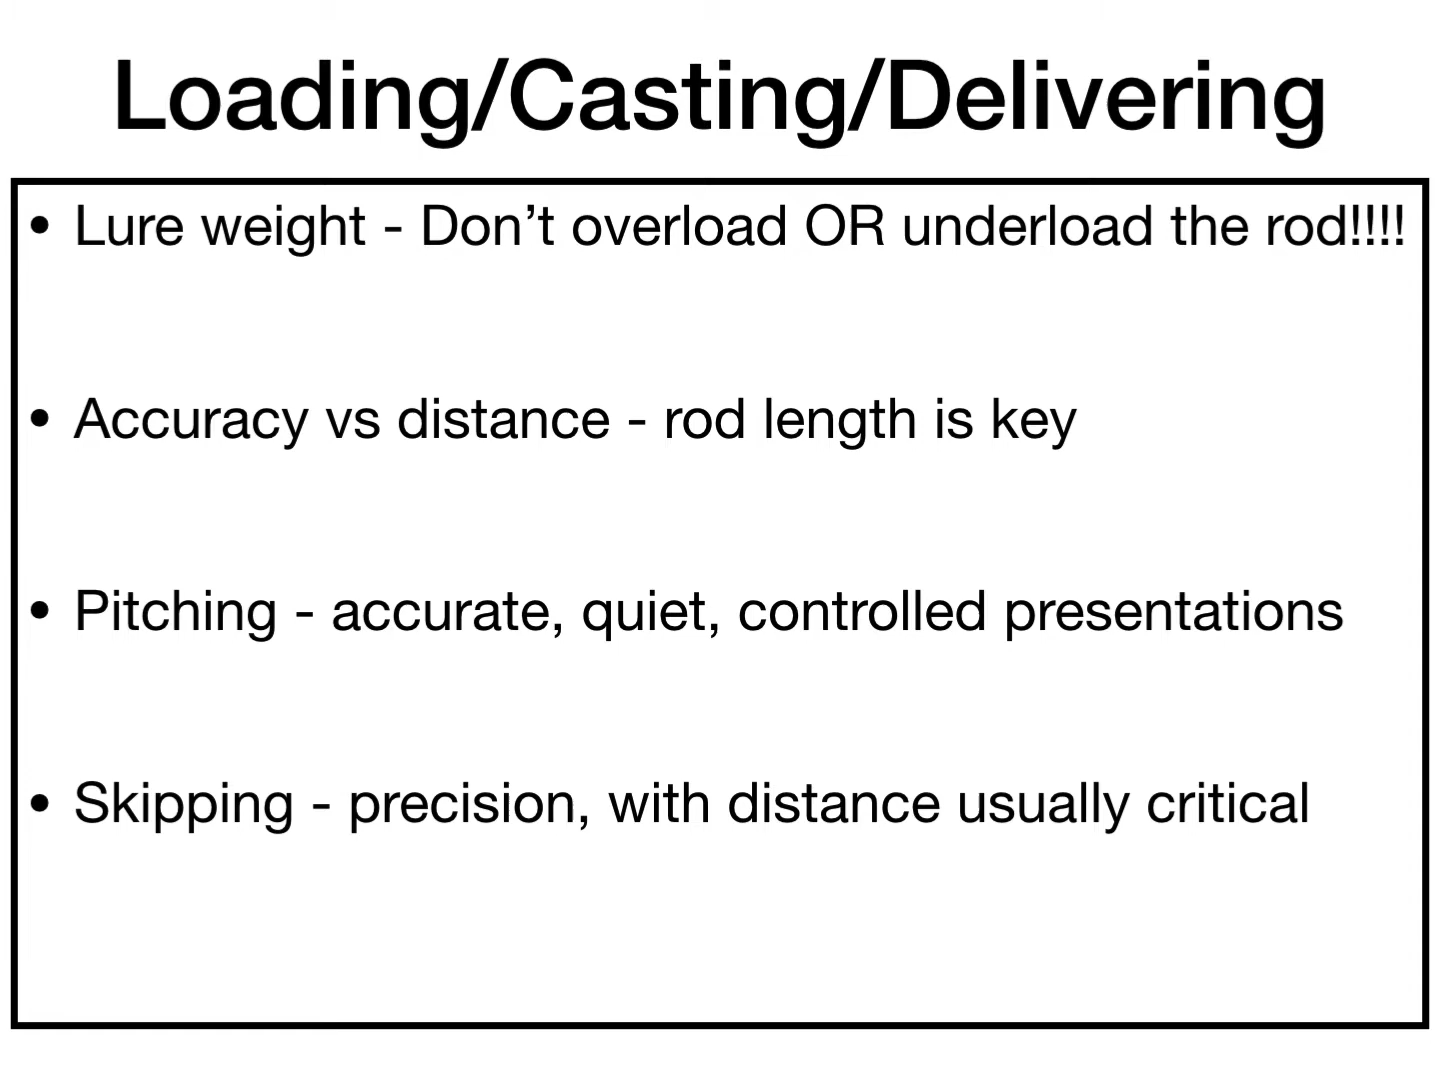 Loading/Casting/Delivering
• Lure weight - Don’t overload OR underload the rod!!!!
• Accuracy vs distance - rod length is key
• Pitching - accurate, quiet, controlled presentations
• Skipping - precision, with distance usually critical